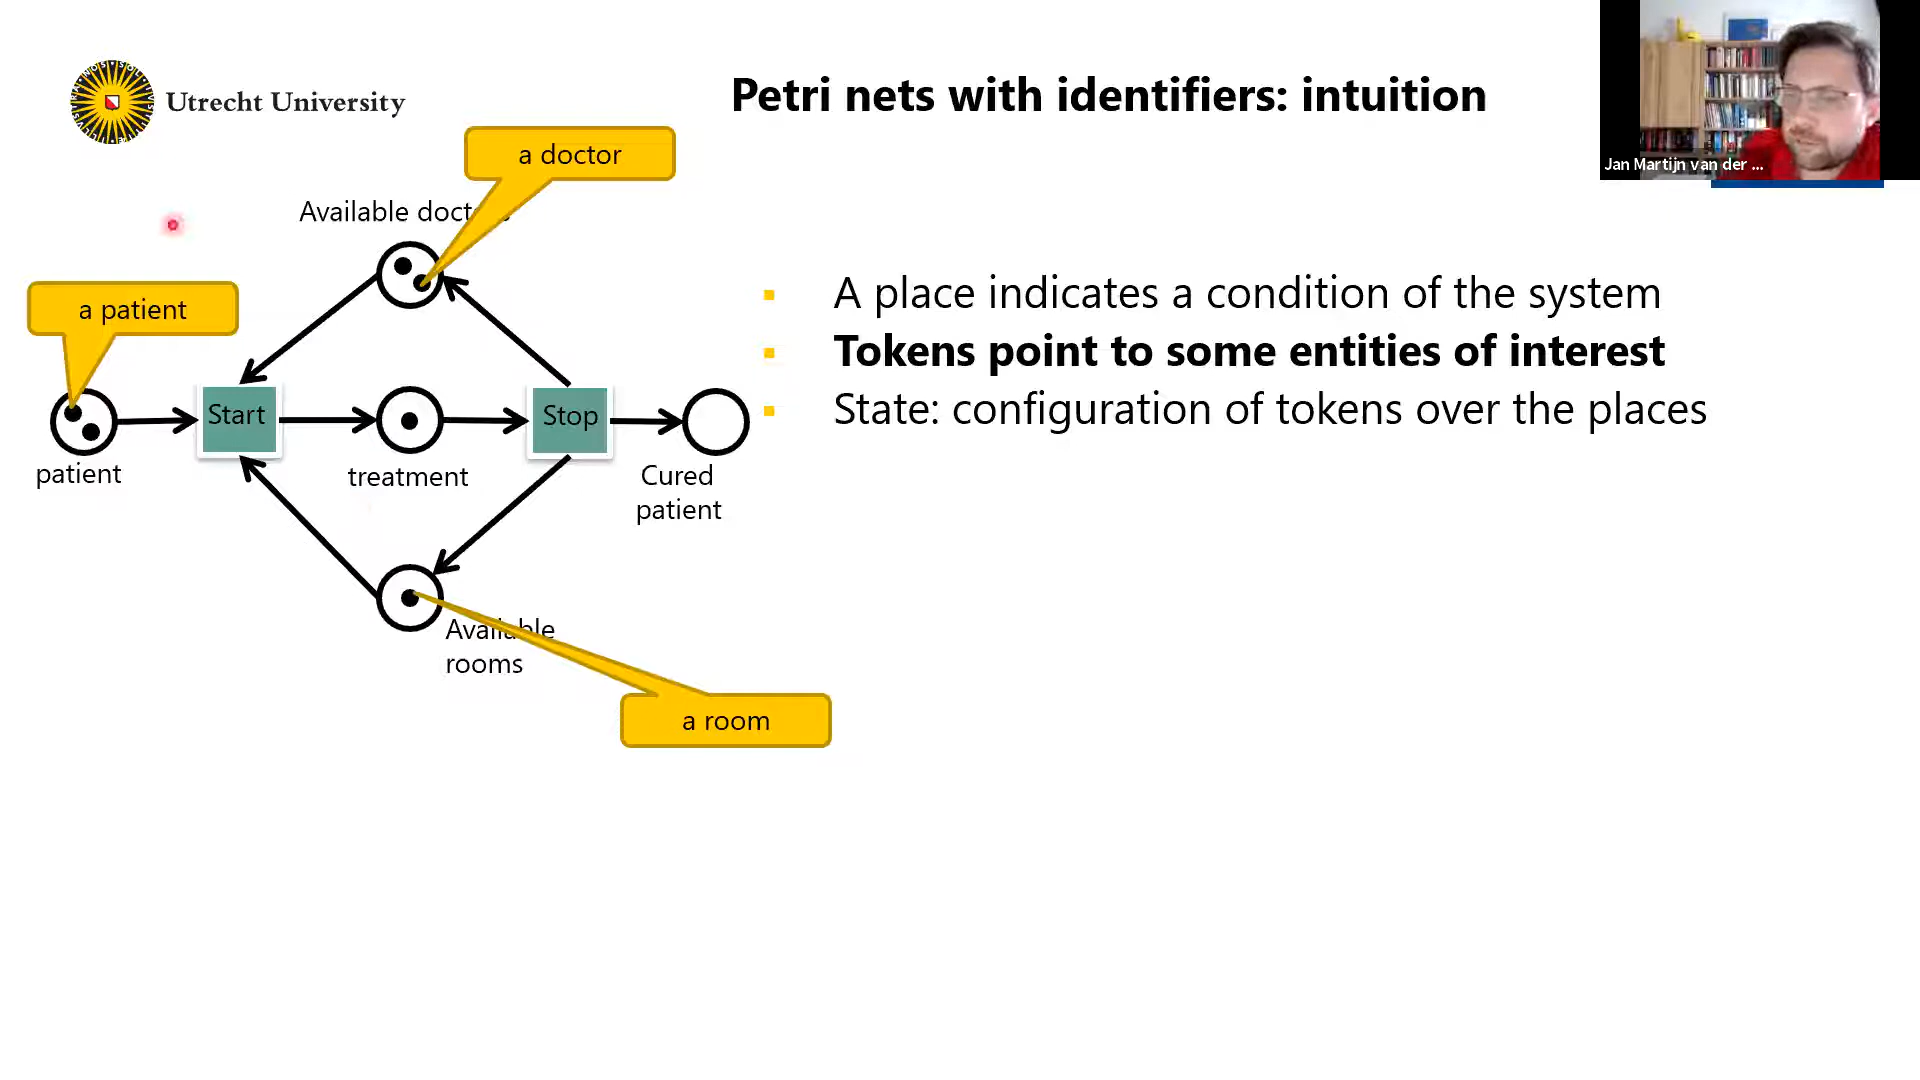 Utrecht University
Petri nets with identifiers: intuition
Jan Martijn van der ...
a doctor
Available doct
a patient
A place indicates a condition of the system
Tokens point to some entities of interest
State: configuration of tokens over the places
Start
Stop
patient
treatment
Cured
patient
Available
rooms
a room